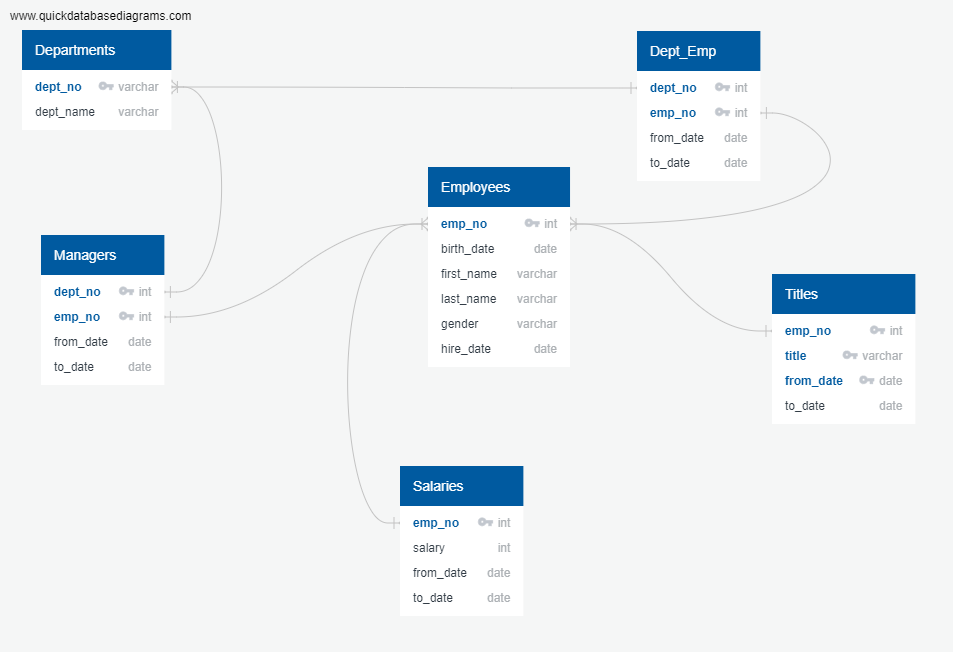 www.quickdatabasediagrams.com
Departments
dept_no varchar
dept_name varchar
Dept_Emp
dept_no int
emp_no int
from_date date
to_date date
Employees
emp_no int
birth_date date
first_name varchar
last_name varchar
gender varchar
hire_date date
Managers
dept_no int
emp_no int
from_date date
to_date date
Titles
emp_no int
title varchar
from_date date
to_date date
Salaries
emp_no int
salary int
from_date date
to_date date